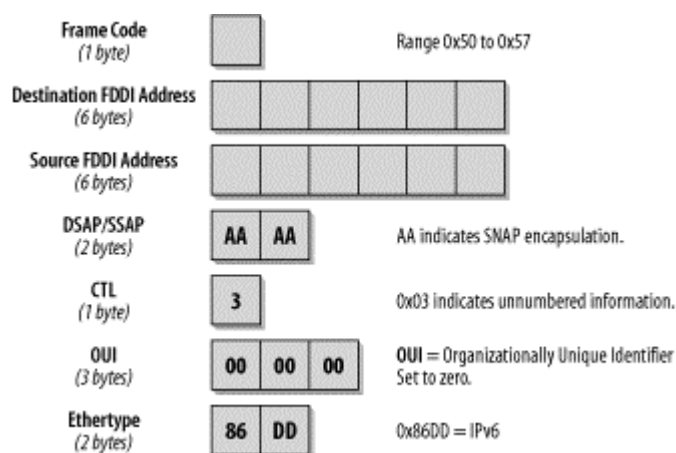 Frame Code
(1 byte)
Range 0x50 to 0x57
Destination FDDI Address
(6 bytes)
Source FDDI Address
(6 bytes)
DSAP/SSAP
(2 bytes)
AA AA
AA indicates SNAP encapsulation.
CTL
(1 byte)
3
0x03 indicates unnumbered information.
OUI
(3 bytes)
00 00 00
OUI = Organizationally Unique Identifier
Set to zero.
Ethertype
(2 bytes)
86 DD
0x86DD = IPv6